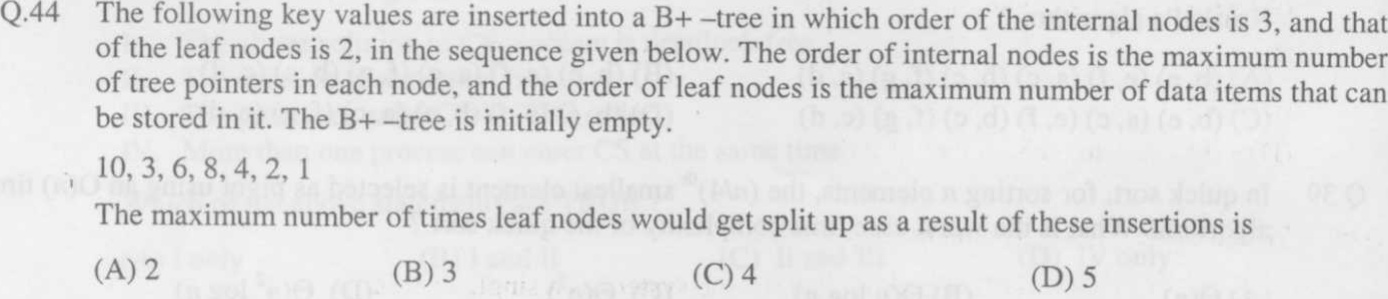 Q.44 The following key values are inserted into a B+ –tree in which order of the internal nodes is 3, and that
of the leaf nodes is 2, in the sequence given below. The order of internal nodes is the maximum number
of tree pointers in each node, and the order of leaf nodes is the maximum number of data items that can
be stored in it. The B+ –tree is initially empty.
10, 3, 6, 8, 4, 2, 1
The maximum number of times leaf nodes would get split up as a result of these insertions is
(A) 2 (B) 3 (C) 4 (D) 5